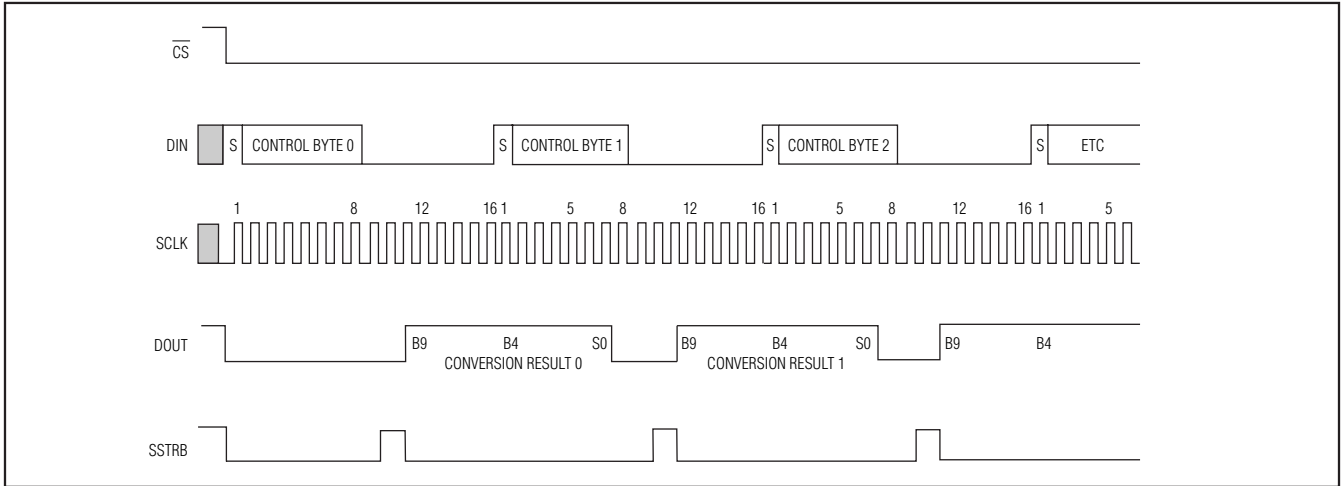 CS
DIN S CONTROL BYTE 0 S CONTROL BYTE 1 S CONTROL BYTE 2 S ETC
1 8 12 16 1 5 8 12 16 1 5 8 12 16 1 5
SCLK
DOUT B9 B4 S0 B9 B4 S0 B9 B4
CONVERSION RESULT 0 CONVERSION RESULT 1
SSTRB